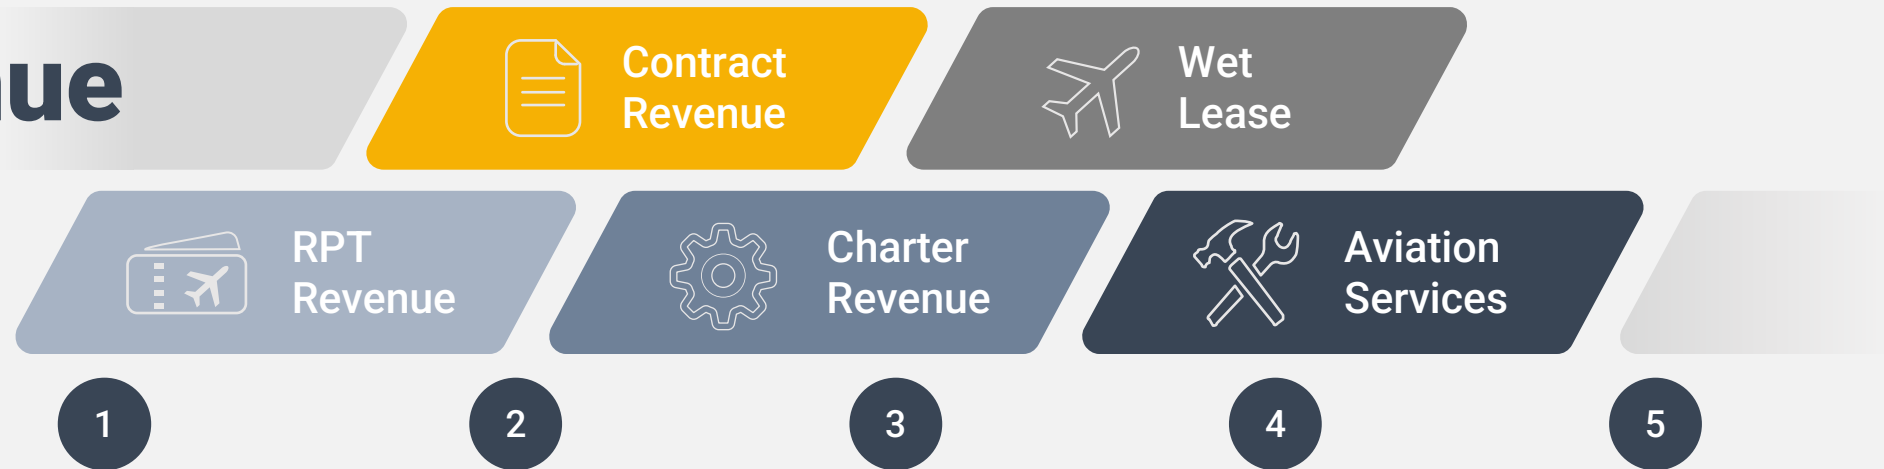 ue
Contract
Revenue
Wet
Lease
RPT
Revenue
Charter
Revenue
Aviation
Services
1
2
3
4
5